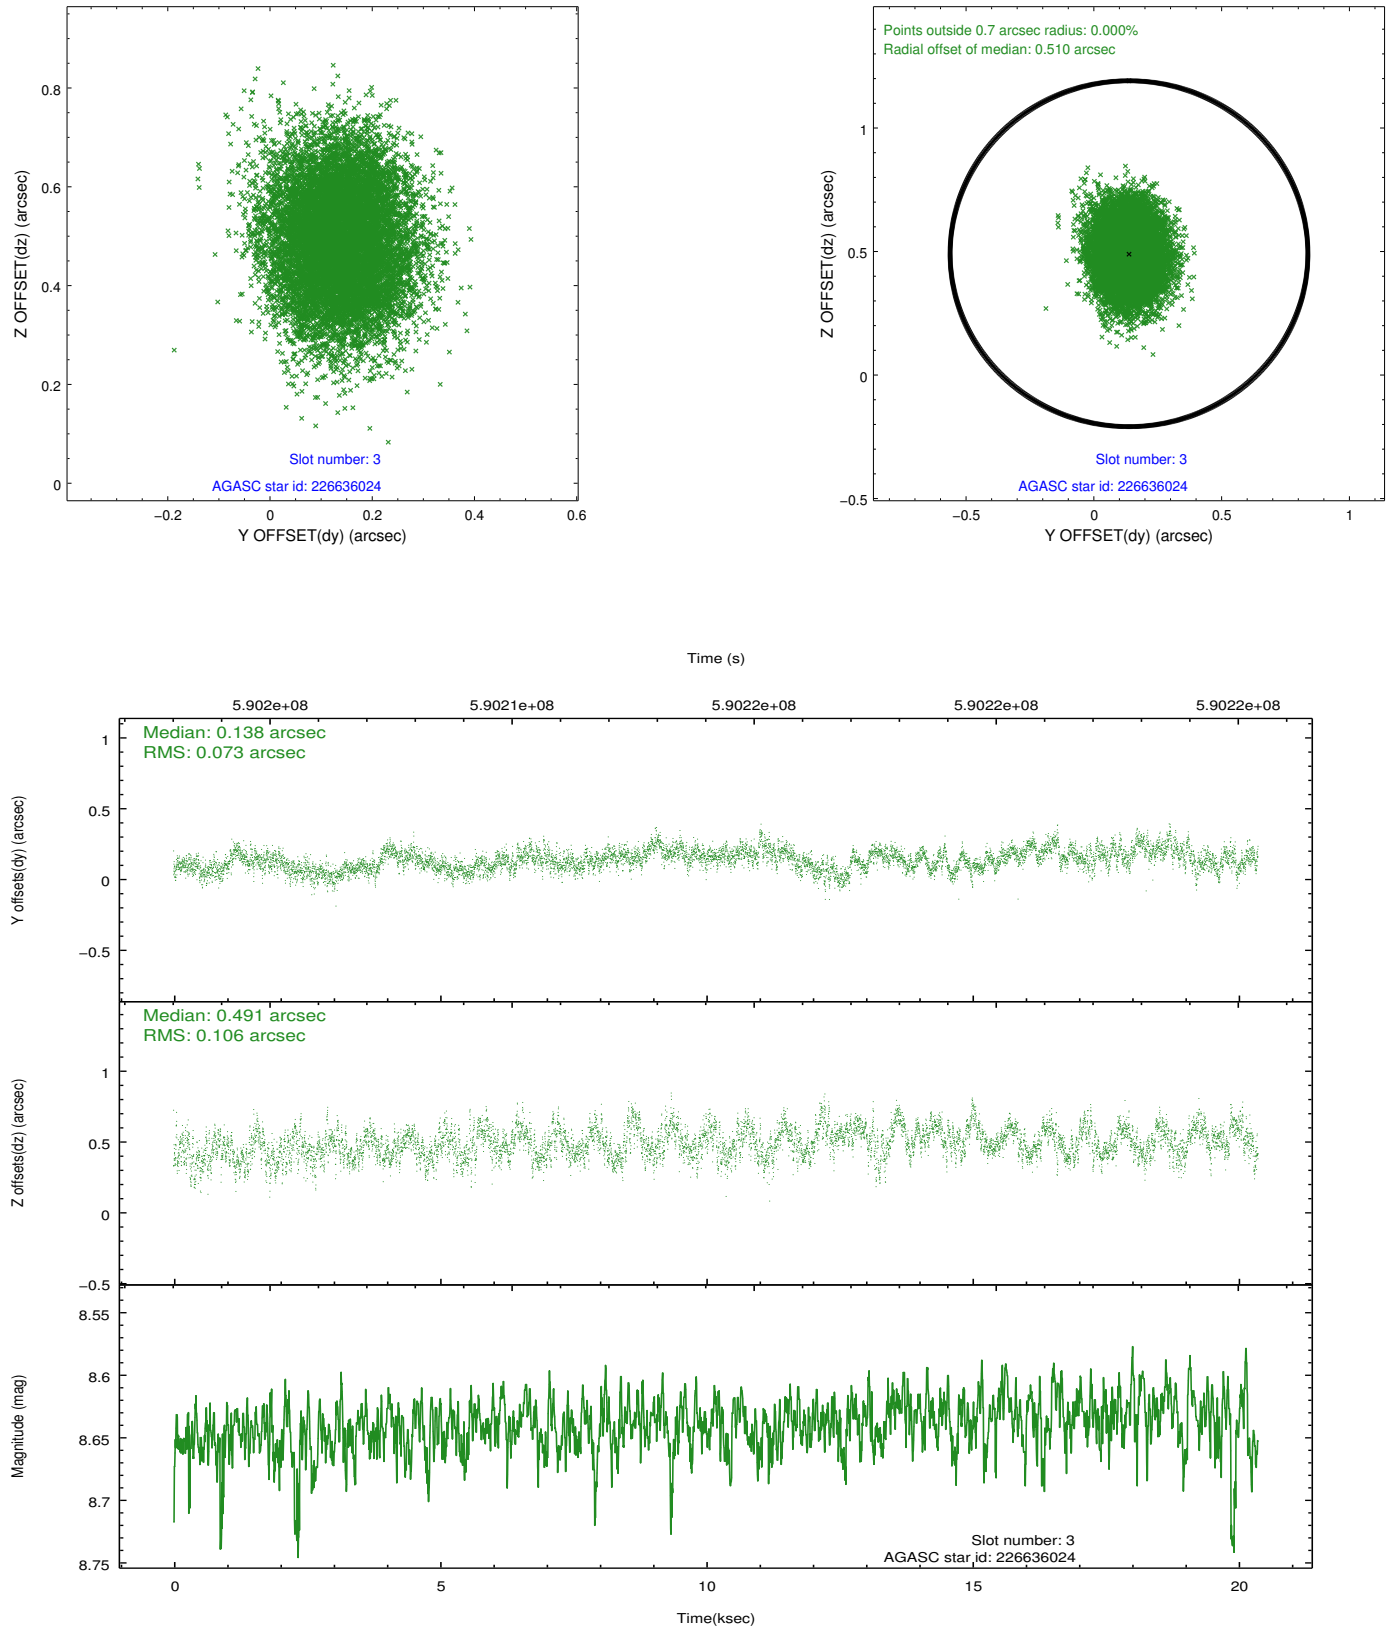 0.8
0.6
0.4
0.2
0
Z OFFSET(dz) (arcsec)
Slot number: 3
AGASC star id: 226636024
−0.2
0
0.2
0.4
0.6
Y OFFSET(dy) (arcsec)
Points outside 0.7 arcsec radius: 0.000%
Radial offset of median: 0.510 arcsec
1
0.5
0
−0.5
Z OFFSET(dz) (arcsec)
Slot number: 3
AGASC star id: 226636024
−0.5
0
0.5
1
Y OFFSET(dy) (arcsec)
Time (s)
5.902e+08
5.9021e+08
5.9022e+08
5.9022e+08
5.9022e+08
Median: 0.138 arcsec
RMS: 0.073 arcsec
1
0.5
0
−0.5
Y offsets(dy) (arcsec)
Median: 0.491 arcsec
RMS: 0.106 arcsec
1
0.5
0
−0.5
Z offsets(dz) (arcsec)
8.55
8.6
8.65
8.7
8.75
Magnitude (mag)
Slot number: 3
AGASC star id: 226636024
0
5
10
15
20
Time(ksec)